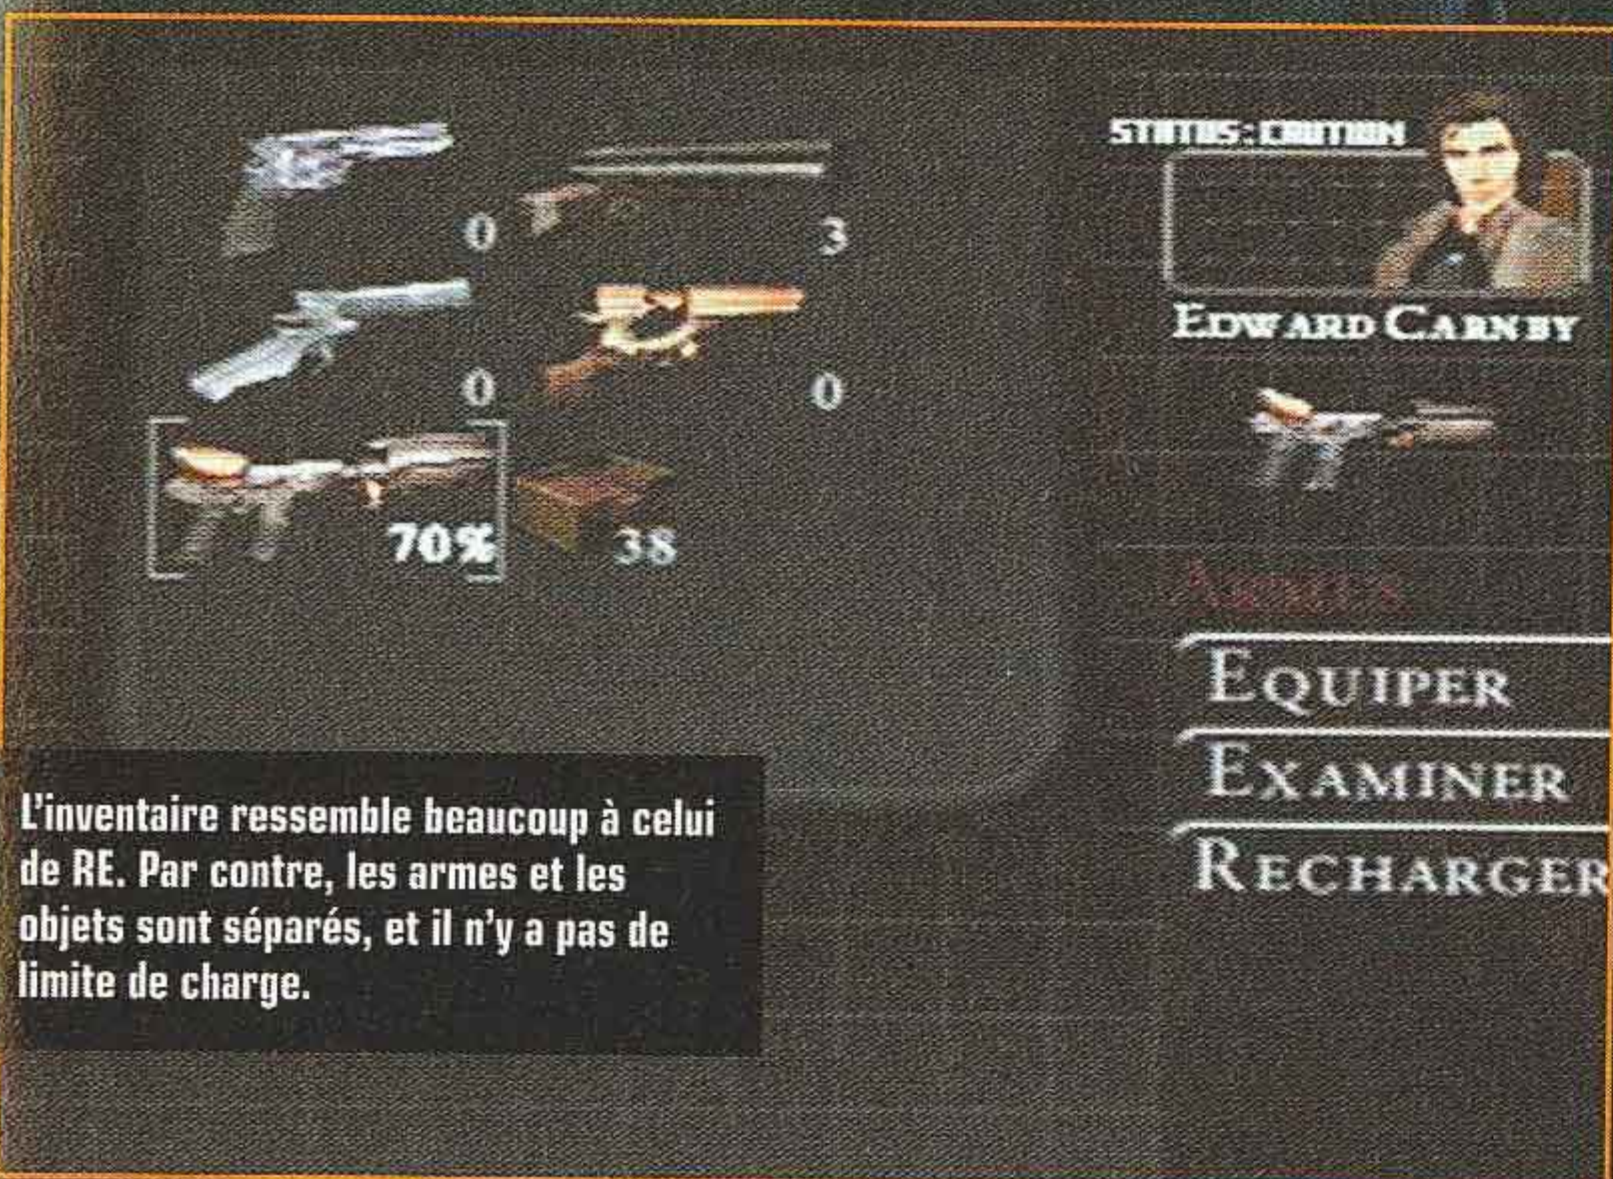 STATUS: CAUTION
0
3
EDWARD CARNBY
0
0
70%
38
EQUIPER
EXAMINER
RECHARGER
L'inventaire ressemble beaucoup à celui
de RE. Par contre, les armes et les
objets sont séparés, et il n'y a pas de
limite de charge.